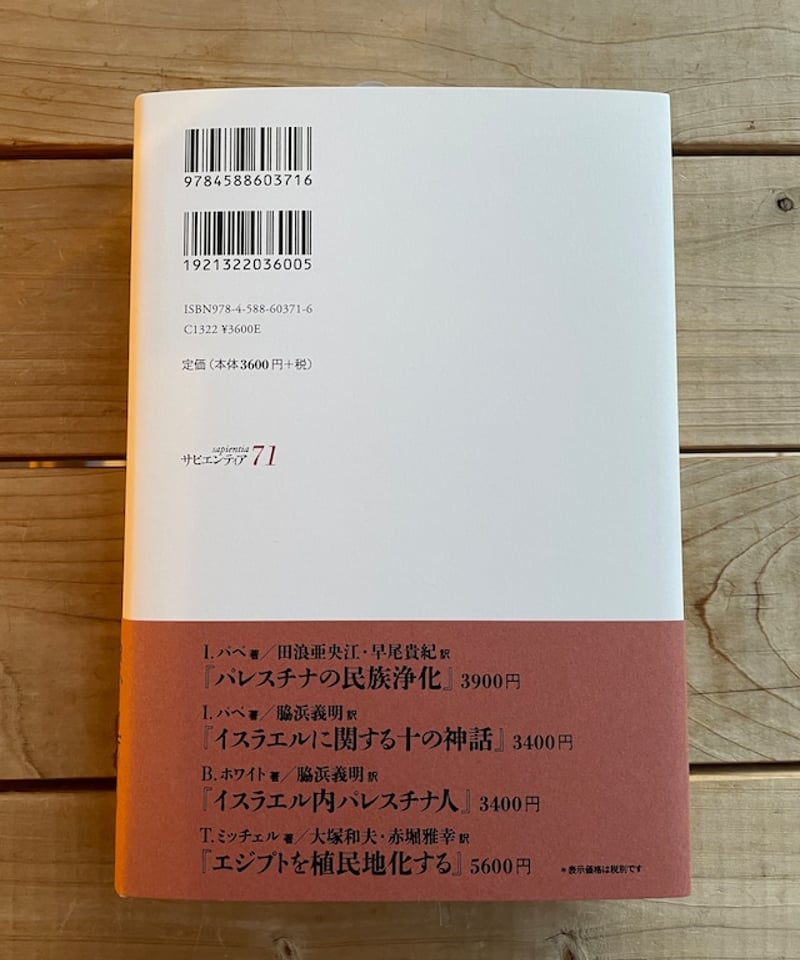 9784588603716
1921322036005
ISBN978-4-588-60371-6
C1322 ¥3600E
定価(本体3600円+税)
sapientia
サピエンティア 71
I.パペ 著/田浪亜央江・早尾貴紀 訳
『パレスチナの民族浄化』3900円
I.パペ 著/脇浜義明 訳
『イスラエルに関する十の神話』3400円
B.ホワイト 著/脇浜義明 訳
『イスラエル内パレスチナ人』3400円
T.ミッチェル 著/大塚和夫・赤堀雅幸 訳
『エジプトを植民地化する』5600円
*表示価格は税別です